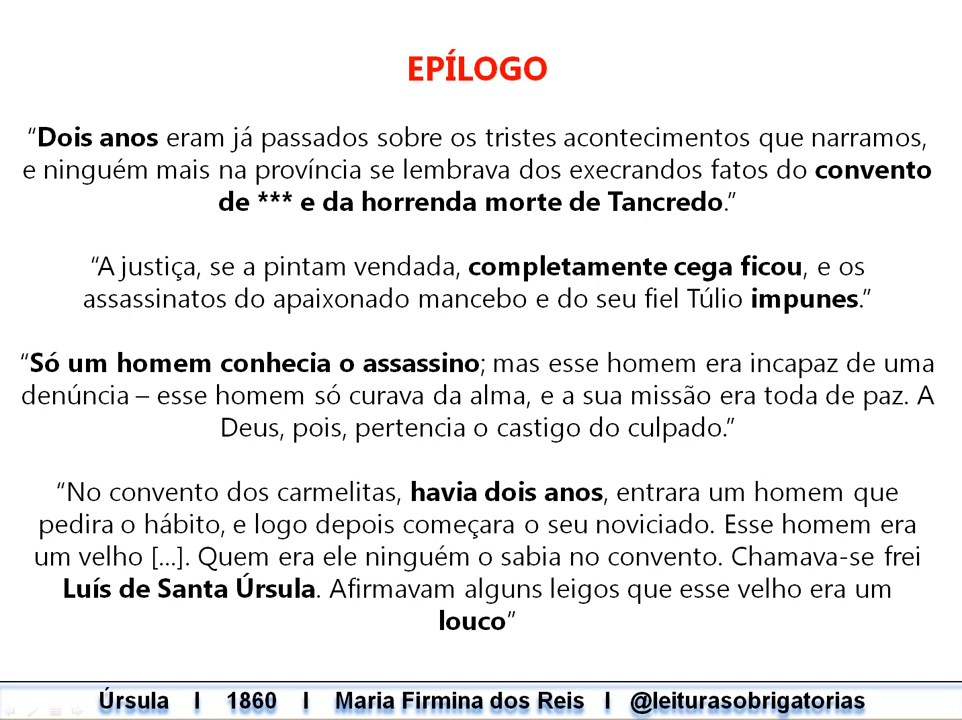 EPÍLOGO
“Dois anos eram já passados sobre os tristes acontecimentos que narramos,
e ninguém mais na província se lembrava dos execrandos fatos do convento
de *** e da horrenda morte de Tancredo.”
“A justiça, se a pintam vendada, completamente cega ficou, e os
assassinatos do apaixonado mancebo e do seu fiel Túlio impunes.”
“Só um homem conhecia o assassino; mas esse homem era incapaz de uma
denúncia – esse homem só curava da alma, e a sua missão era toda de paz. A
Deus, pois, pertencia o castigo do culpado.”
“No convento dos carmelitas, havia dois anos, entrara um homem que
pedira o hábito, e logo depois começara o seu noviciado. Esse homem era
um velho [...]. Quem era ele ninguém o sabia no convento. Chamava-se frei
Luís de Santa Úrsula. Afirmavam alguns leigos que esse velho era um
louco”
Úrsula I 1860 I Maria Firmina dos Reis I @leiturasobrigatorias